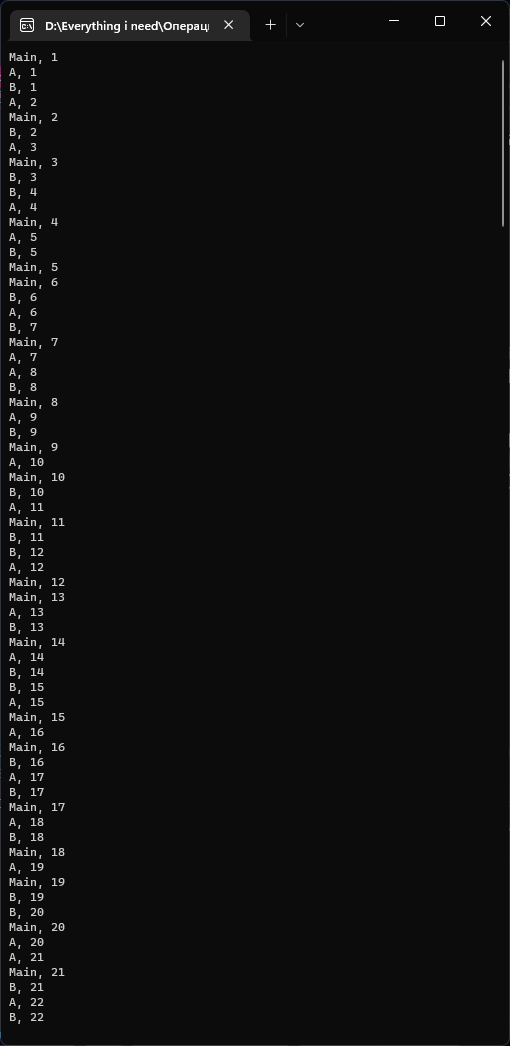 D:\Everything i need\Операц
Main, 1
A, 1
B, 1
A, 2
Main, 2
B, 2
A, 3
Main, 3
B, 3
B, 4
A, 4
Main, 4
A, 5
B, 5
Main, 5
Main, 6
B, 6
A, 6
B, 7
Main, 7
A, 7
A, 8
B, 8
Main, 8
A, 9
B, 9
Main, 9
A, 10
Main, 10
B, 10
A, 11
Main, 11
B, 11
B, 12
A, 12
Main, 12
Main, 13
A, 13
B, 13
Main, 14
A, 14
B, 14
B, 15
A, 15
Main, 15
A, 16
Main, 16
B, 16
A, 17
B, 17
Main, 17
A, 18
B, 18
Main, 18
A, 19
Main, 19
B, 19
B, 20
Main, 20
A, 20
A, 21
Main, 21
B, 21
A, 22
B, 22